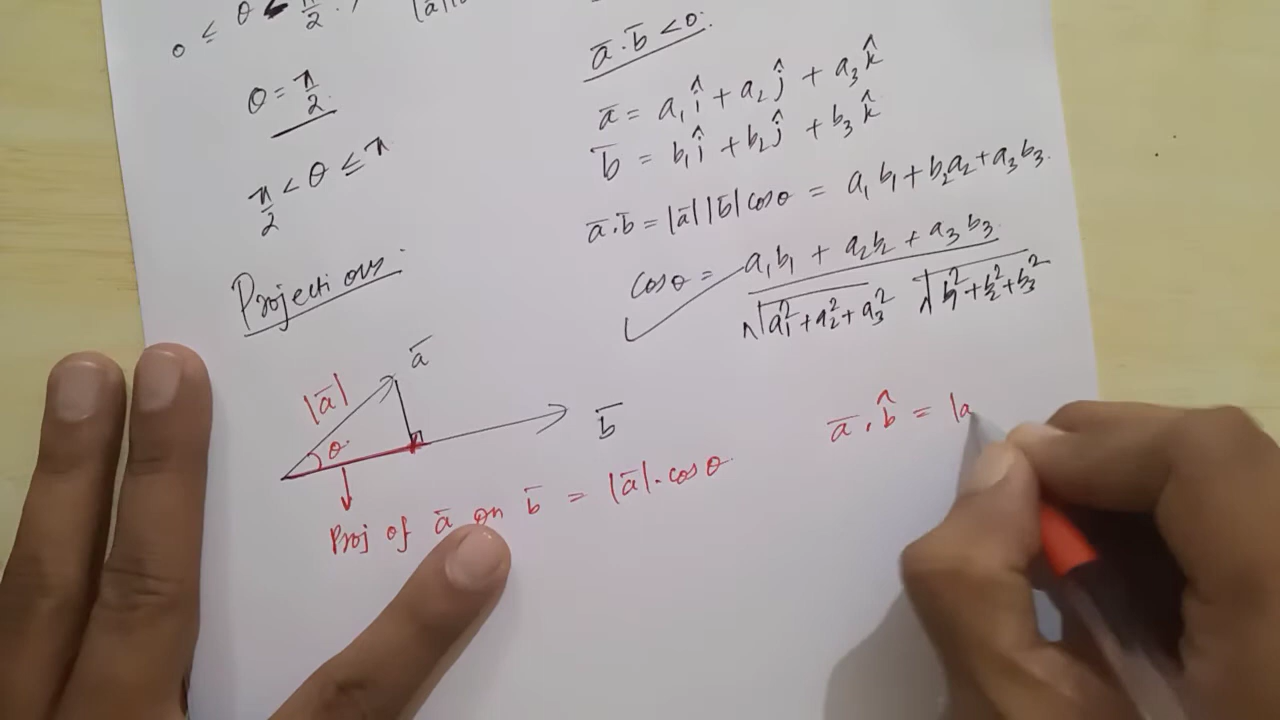 0 ≤ θ < π/2
θ = π/2
π/2 < θ ≤ π
a̅.b̅ < 0.
a̅ = a₁î + a₂ĵ + a₃k̂
b̅ = b₁î + b₂ĵ + b₃k̂
a̅.b̅ = |a̅||b̅|cosθ = a₁b₁ + b₂a₂ + a₃b₃.
cosθ = a₁b₁ + a₂b₂ + a₃b₃. / √a₁² + a₂² + a₃² √b₁² + b₂² + b₃²
Projections.
a̅
|a̅|
θ
b̅
Proj of a̅ on b̅ = |a̅|.cosθ
a̅.b̂ = |a